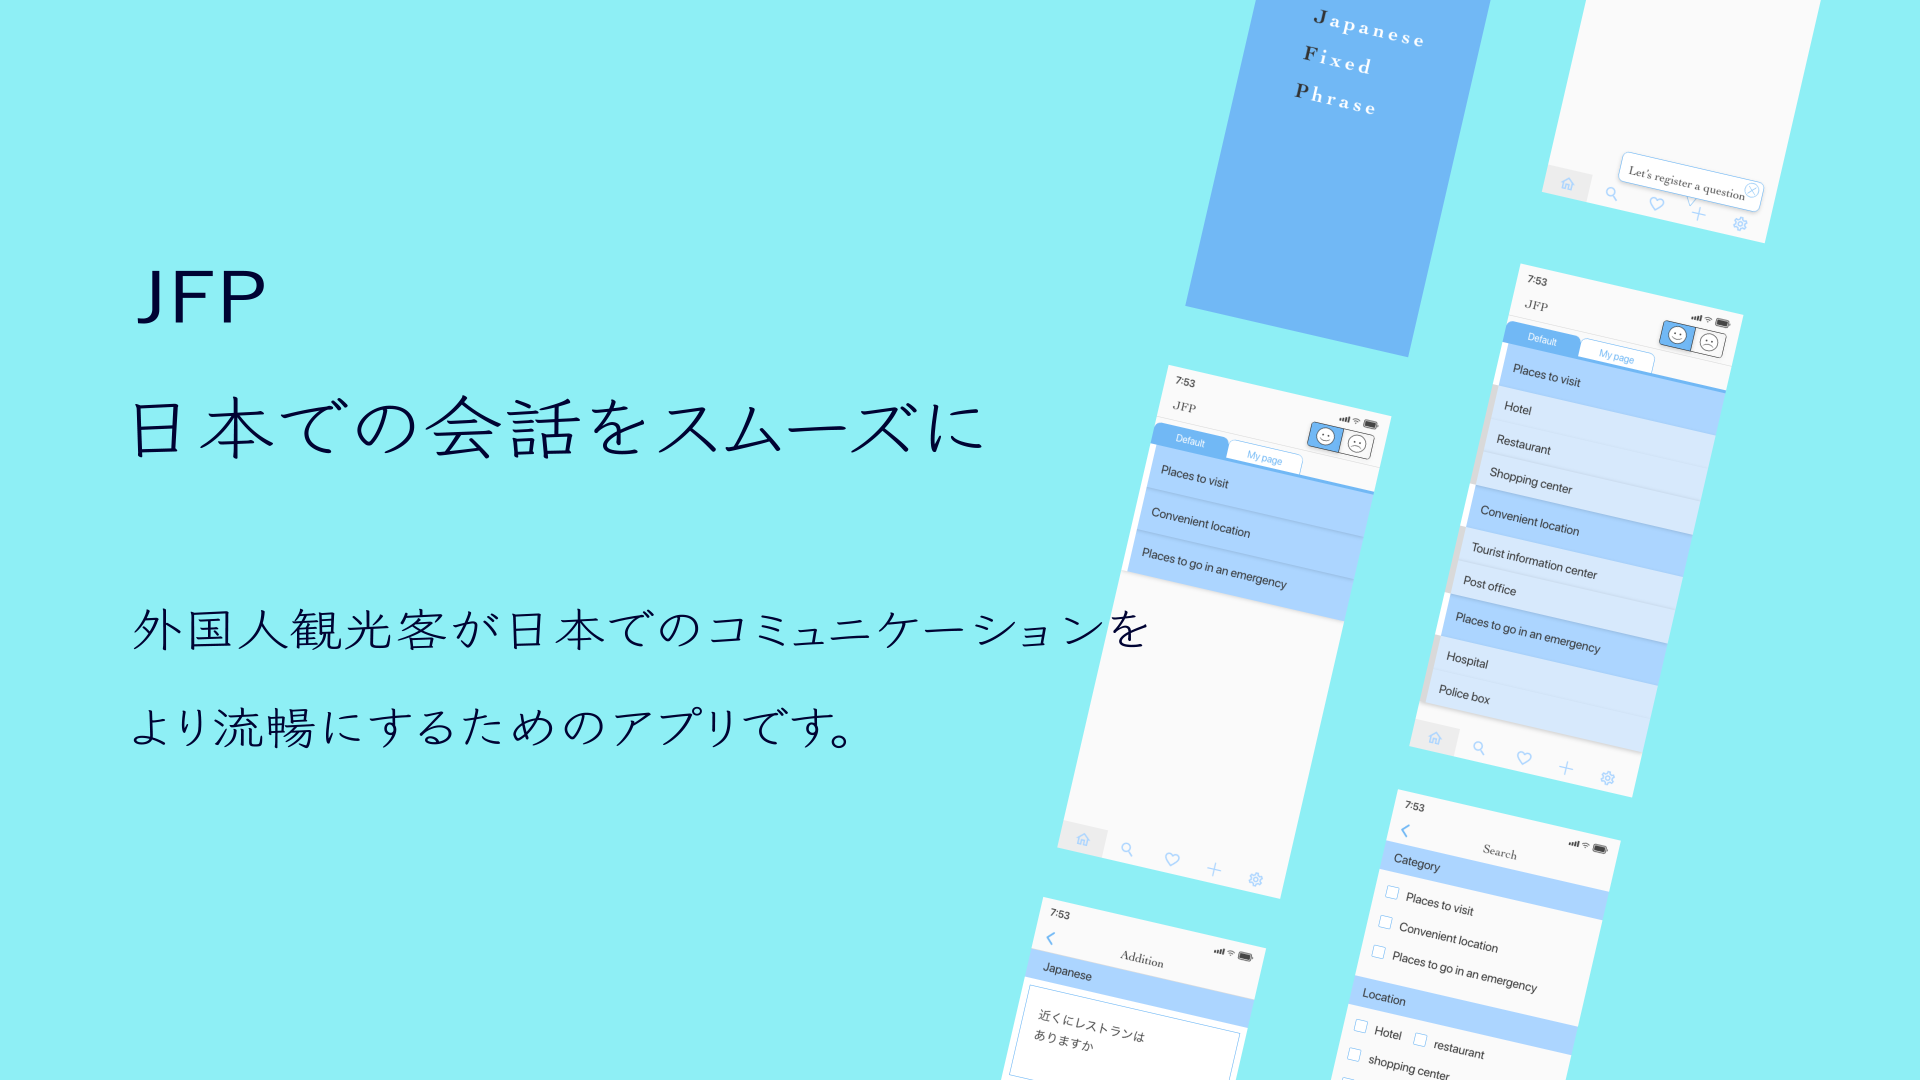 JFP
日本での会話をスムーズに
外国人観光客が日本でのコミュニケーションを
より流暢にするためのアプリです。
Japanese
Fixed
Phrase
Let's register a question
7:53
JFP
Default
My page
Places to visit
Convenient location
Places to go in an emergency
7:53
JFP
Default
My page
Places to visit
Hotel
Restaurant
Shopping center
Convenient location
Tourist information center
Post office
Places to go in an emergency
Hospital
Police box
7:53
Addition
Japanese
近くにレストランは
ありますか
7:53
Search
Category
Places to visit
Convenient location
Places to go in an emergency
Location
Hotel restaurant
shopping center